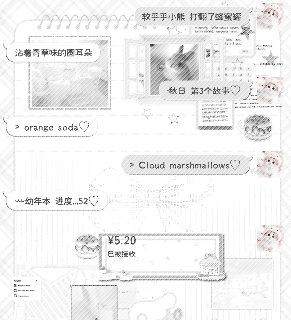 软乎乎小熊 打翻了蜂蜜罐
沾着青草味的圈耳朵
秋日 第3个故事♡
> orange soda♡
> Cloud marshmallows♡
幼年本 进度...52♡
¥5.20
已被接收